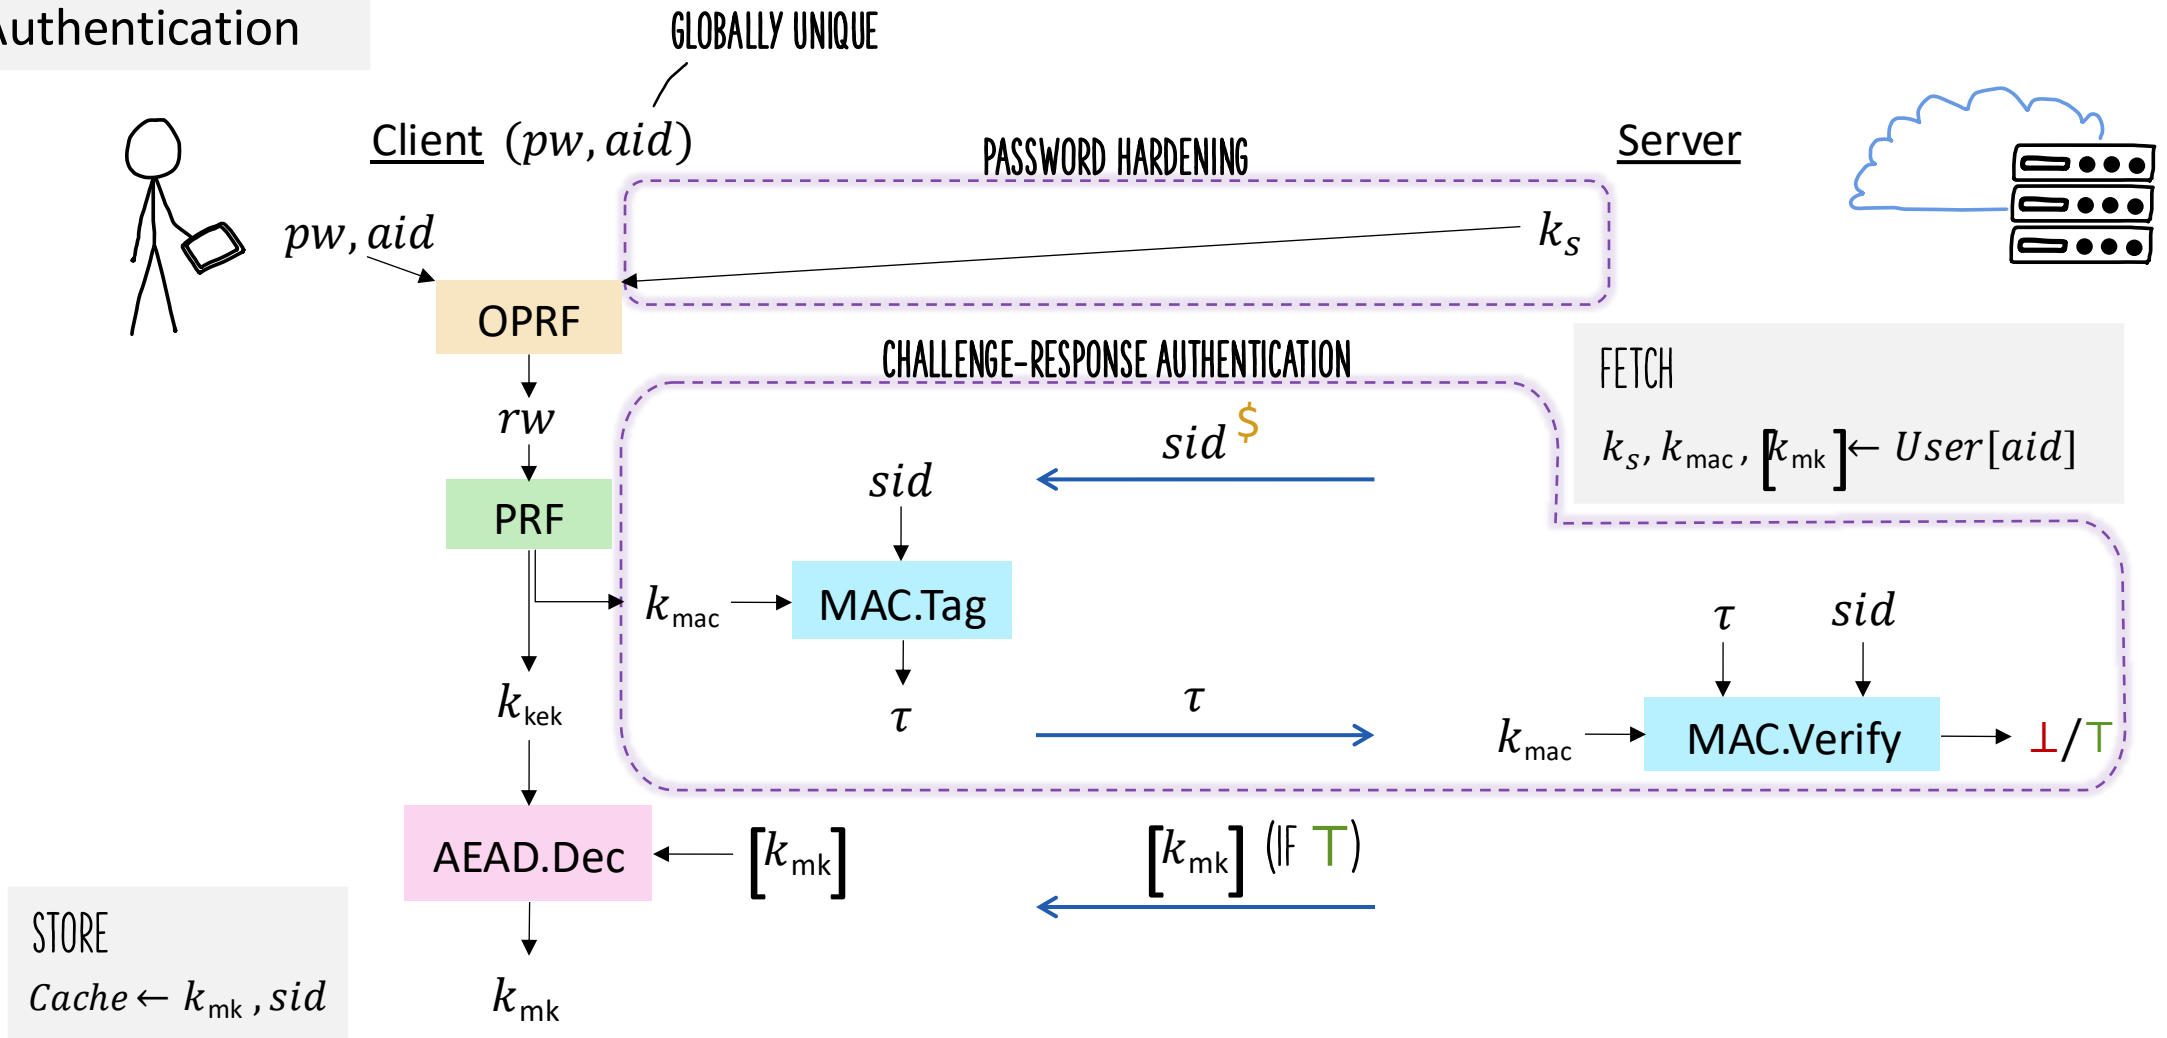 Authentication
GLOBALLY UNIQUE
Client (pw, aid)
PASSWORD HARDENING
Server
pw, aid
k_s
OPRF
CHALLENGE-RESPONSE AUTHENTICATION
FETCH
rw
sid $
k_s, k_mac, [k_mk] ← User[aid]
sid
PRF
k_mac
MAC.Tag
τ
sid
k_kek
τ
τ
k_mac
MAC.Verify
⊥/⊤
AEAD.Dec
[k_mk]
[k_mk] (IF ⊤)
STORE
Cache ← k_mk, sid
k_mk